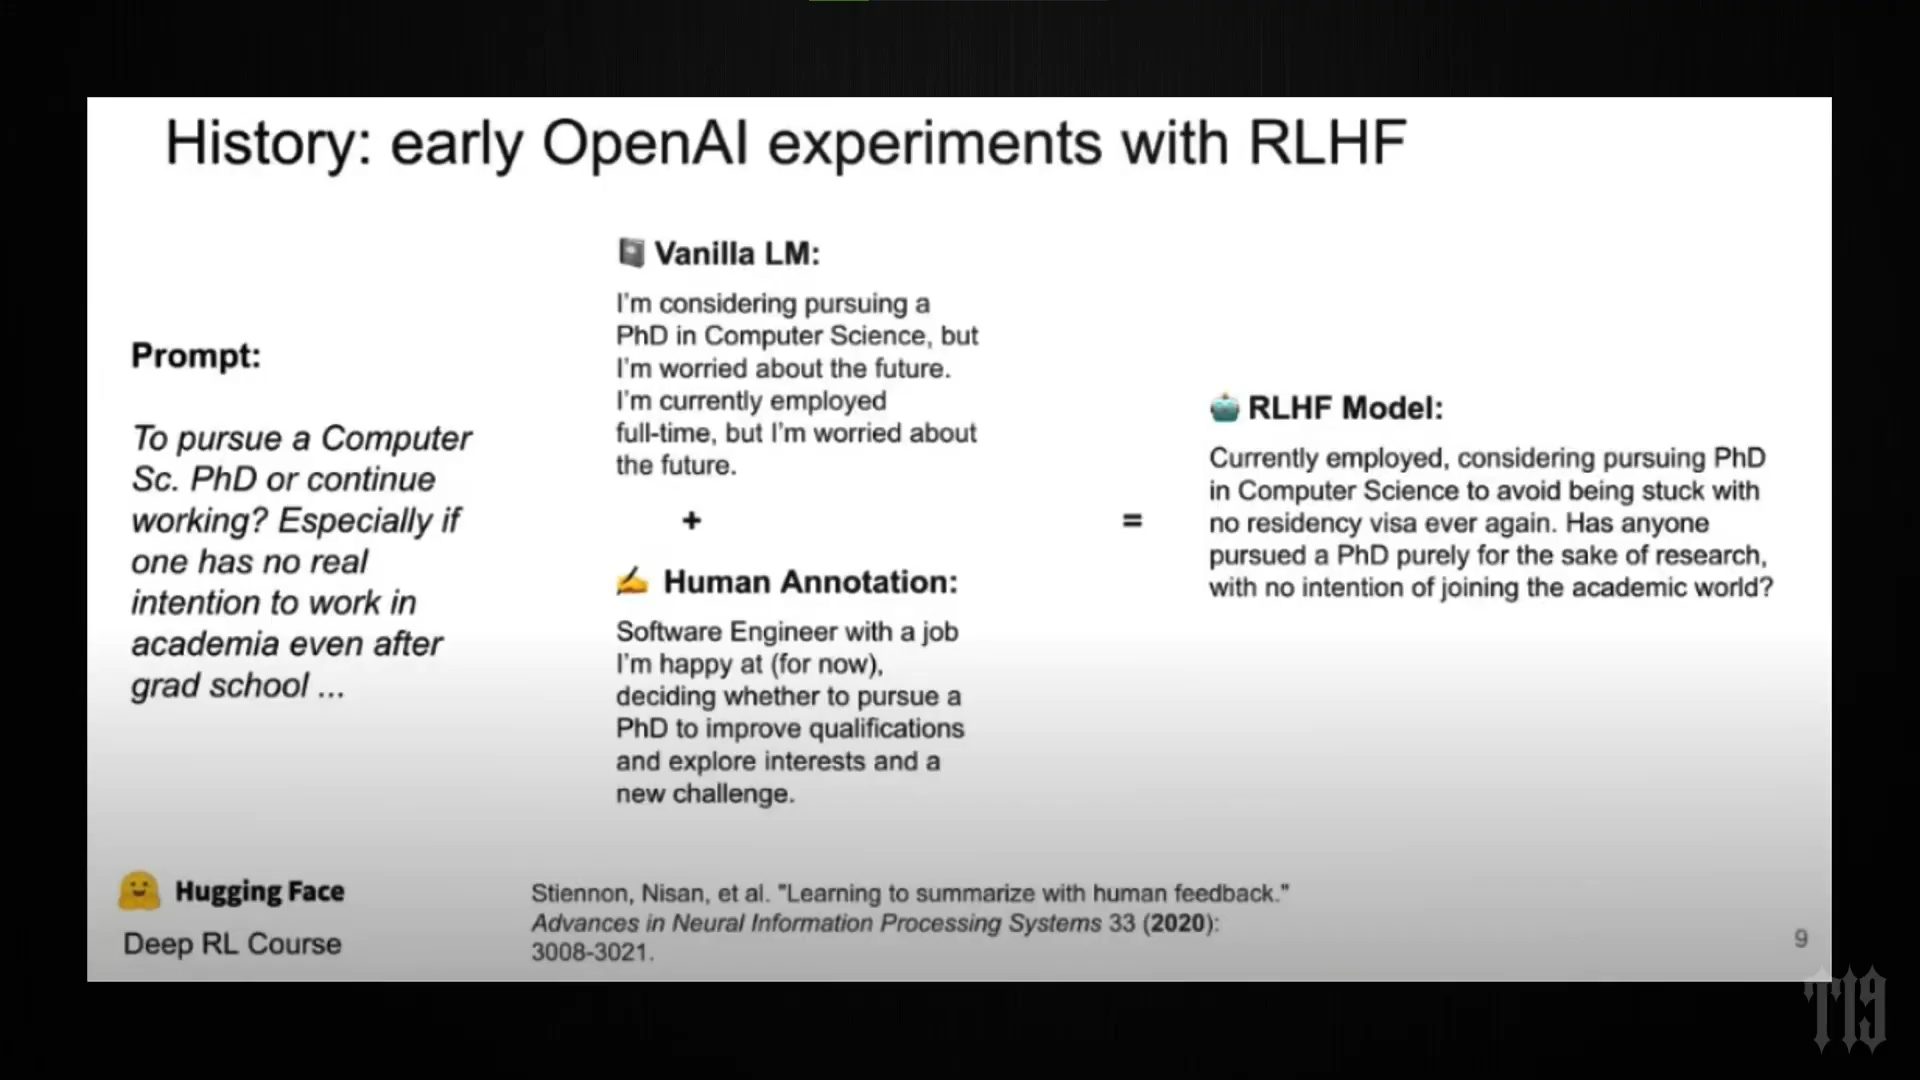 History: early OpenAI experiments with RLHF
Prompt:
To pursue a Computer
Sc. PhD or continue
working? Especially if
one has no real
intention to work in
academia even after
grad school ...
Vanilla LM:
I'm considering pursuing a
PhD in Computer Science, but
I'm worried about the future.
I'm currently employed
full-time, but I'm worried about
the future.
+
Human Annotation:
Software Engineer with a job
I'm happy at (for now),
deciding whether to pursue a
PhD to improve qualifications
and explore interests and a
new challenge.
=
RLHF Model:
Currently employed, considering pursuing PhD
in Computer Science to avoid being stuck with
no residency visa ever again. Has anyone
pursued a PhD purely for the sake of research,
with no intention of joining the academic world?
Hugging Face
Deep RL Course
Stiennon, Nisan, et al. "Learning to summarize with human feedback."
Advances in Neural Information Processing Systems 33 (2020):
3008-3021.
9